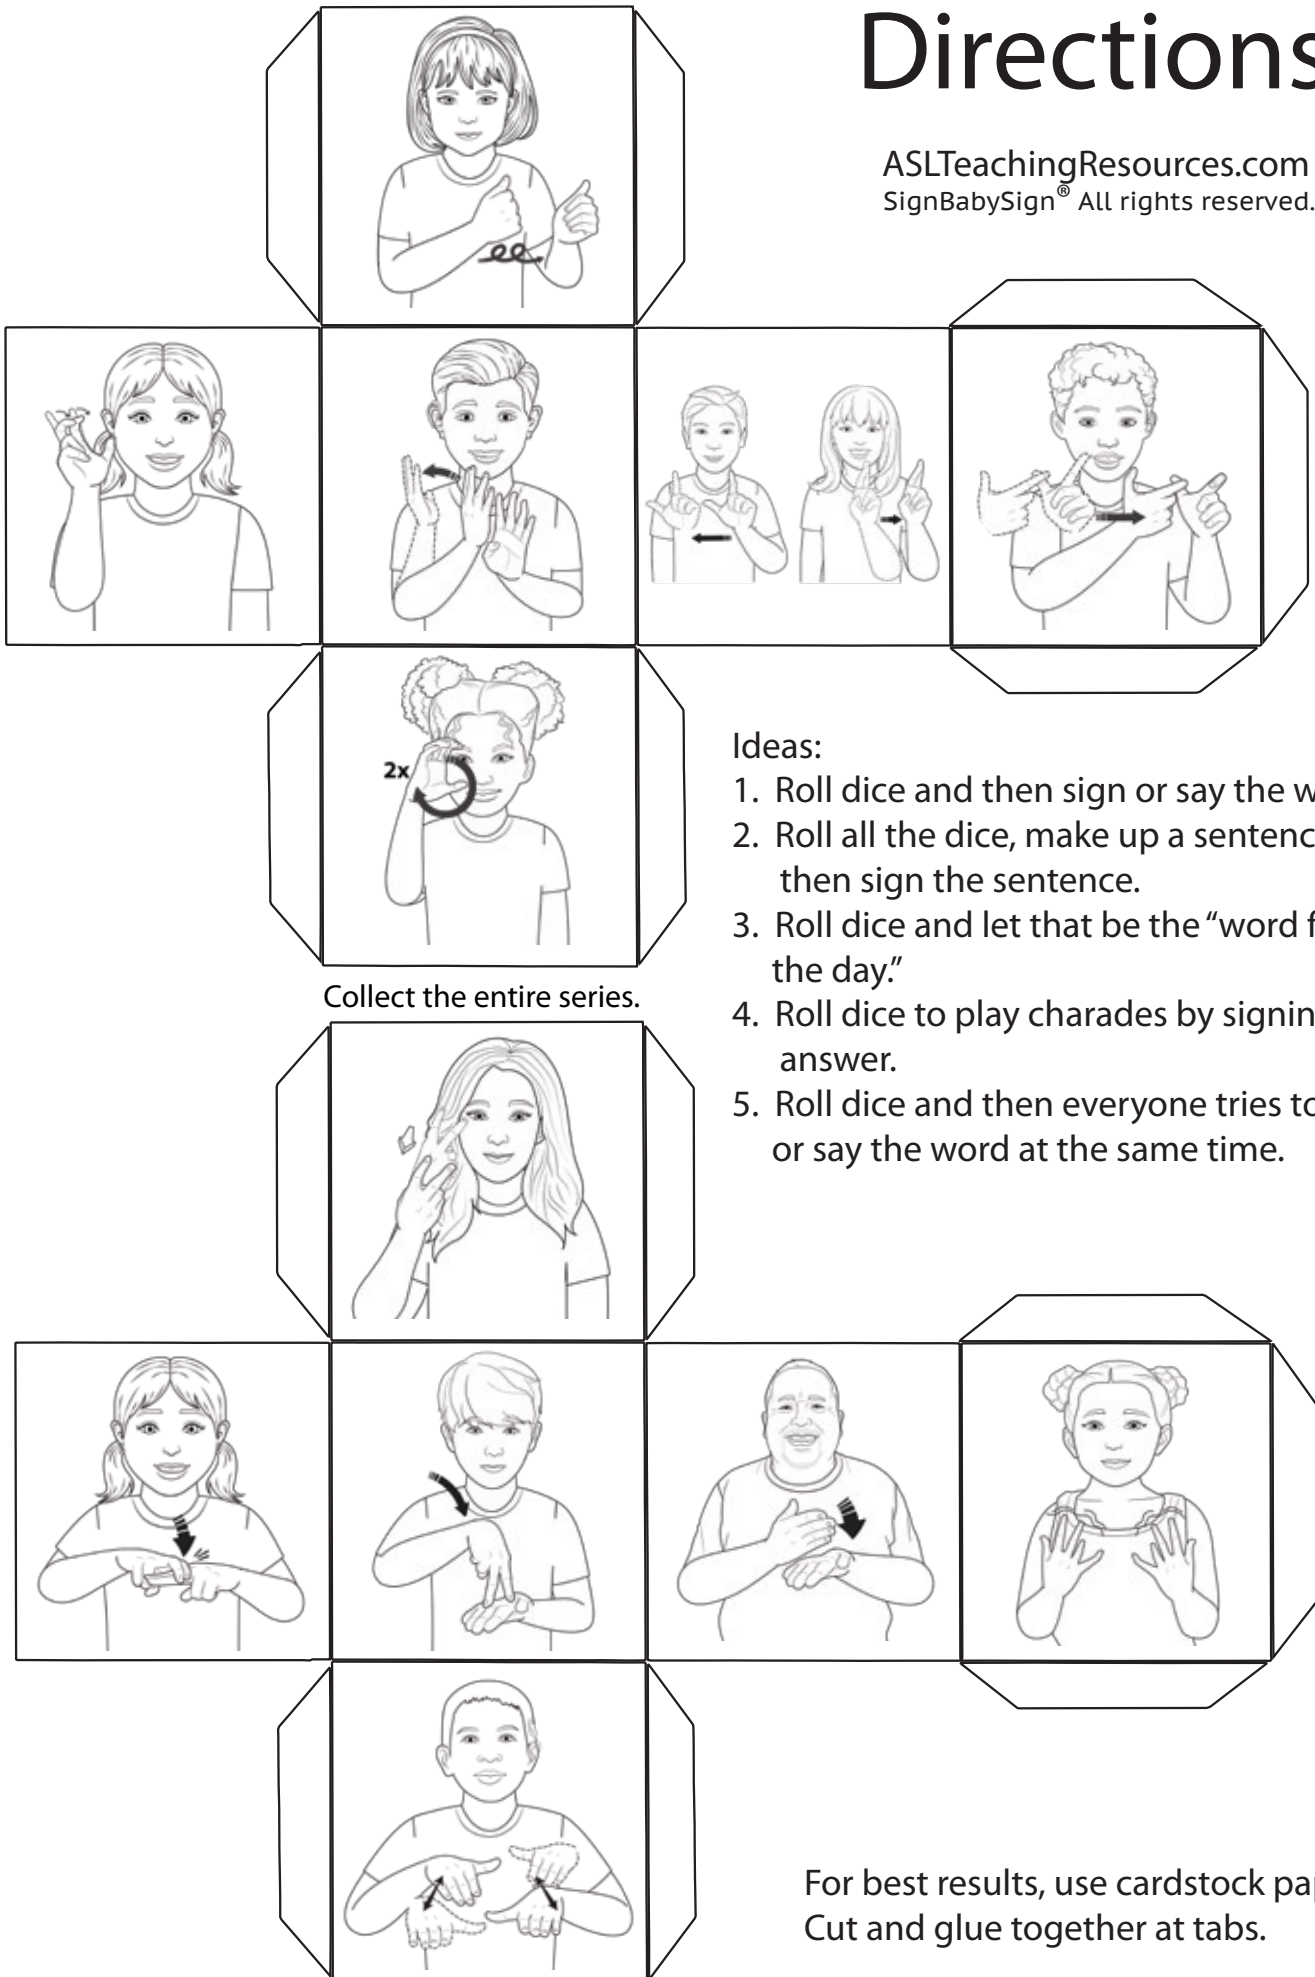 Directions
ASLTeachingResources.com
SignBabySign® All rights reserved.
2x
Ideas:
1. Roll dice and then sign or say the w
2. Roll all the dice, make up a sentenc
then sign the sentence.
3. Roll dice and let that be the “word f
the day.”
Collect the entire series.
4. Roll dice to play charades by signin
answer.
5. Roll dice and then everyone tries to
or say the word at the same time.
For best results, use cardstock pap
Cut and glue together at tabs.